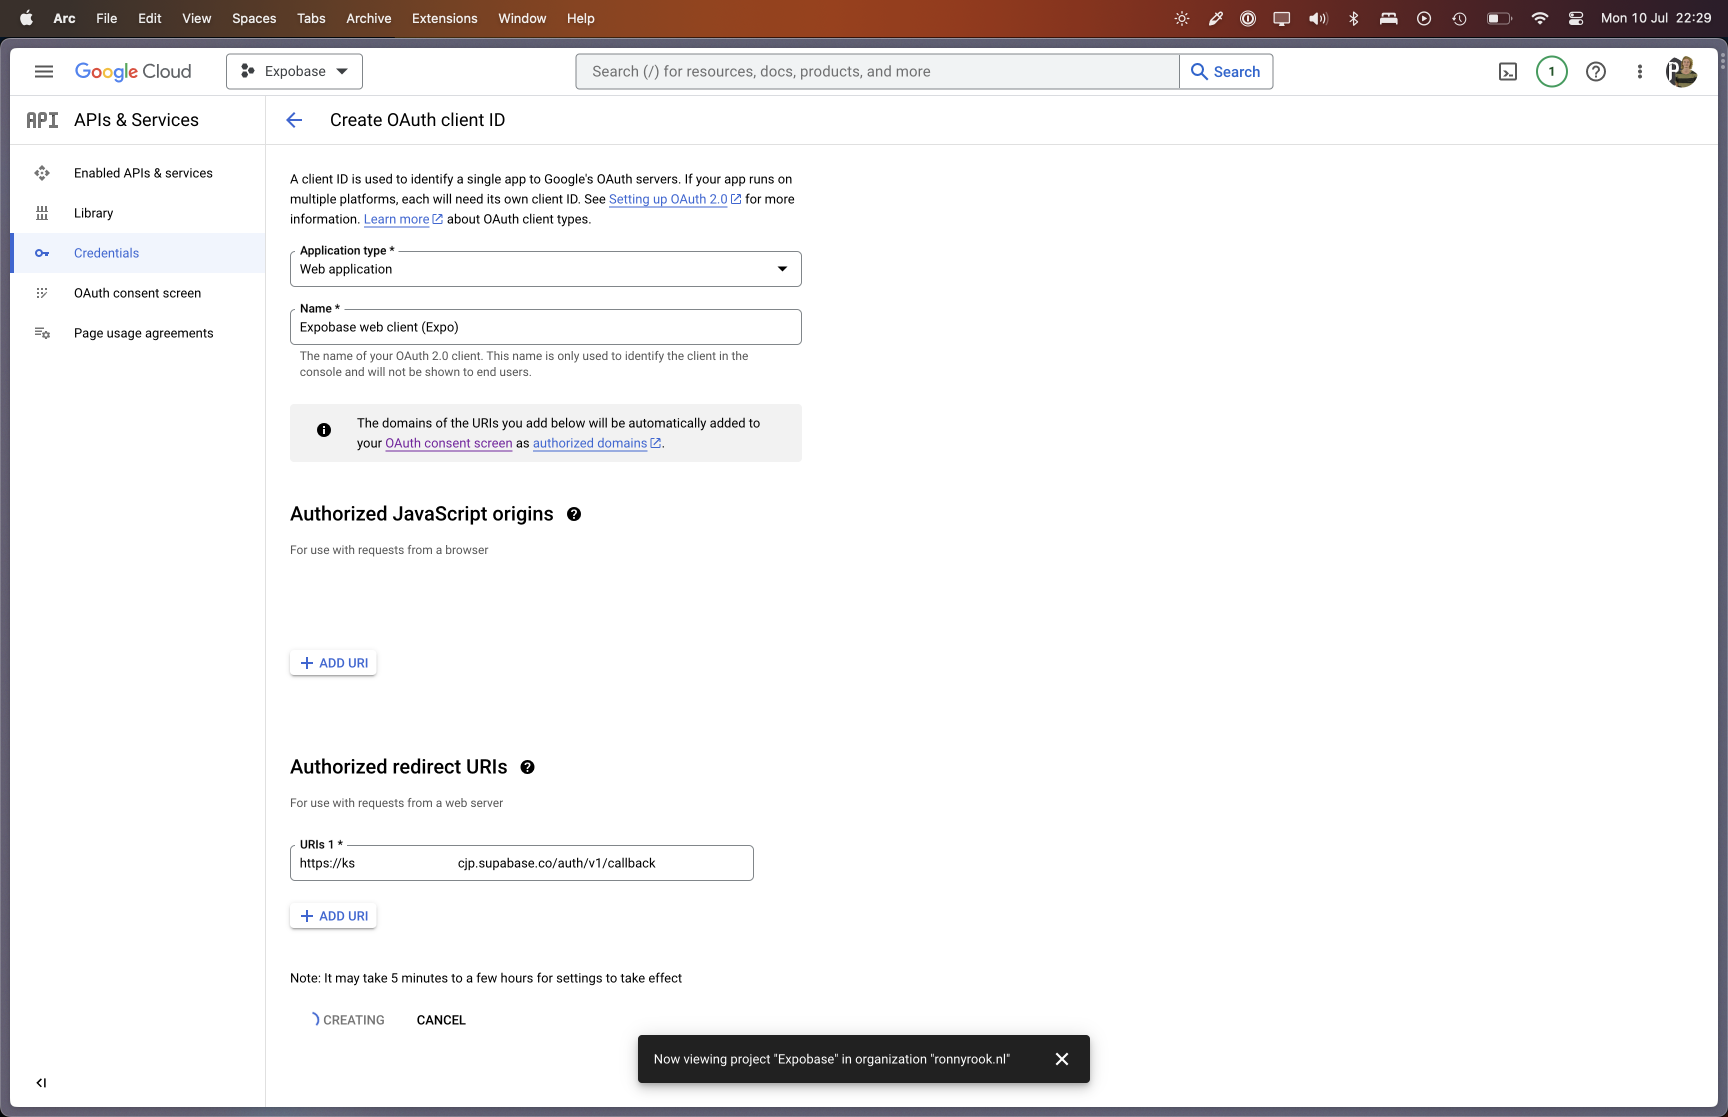 Arc File Edit View Spaces Tabs Archive Extensions Window Help Mon 10 Jul 22:29
Google Cloud Expobase Search (/) for resources, docs, products, and more Search 1
API APIs & Services
Enabled APIs & services
Library
Credentials
OAuth consent screen
Page usage agreements
Create OAuth client ID
A client ID is used to identify a single app to Google's OAuth servers. If your app runs on
multiple platforms, each will need its own client ID. See Setting up OAuth 2.0 for more
information. Learn more about OAuth client types.
Application type *
Web application
Name *
Expobase web client (Expo)
The name of your OAuth 2.0 client. This name is only used to identify the client in the
console and will not be shown to end users.
The domains of the URIs you add below will be automatically added to
your OAuth consent screen as authorized domains.
Authorized JavaScript origins
For use with requests from a browser
ADD URI
Authorized redirect URIs
For use with requests from a web server
URIs 1 *
https://ks cjp.supabase.co/auth/v1/callback
ADD URI
Note: It may take 5 minutes to a few hours for settings to take effect
CREATING CANCEL
Now viewing project "Expobase" in organization "ronnyrook.nl"